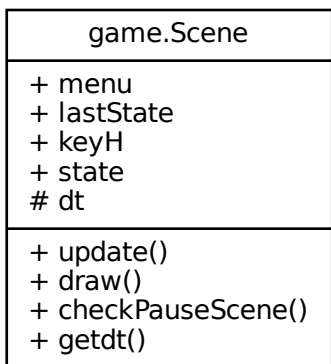 game.Scene
+ menu
+ lastState
+ keyH
+ state
# dt
+ update()
+ draw()
+ checkPauseScene()
+ getdt()